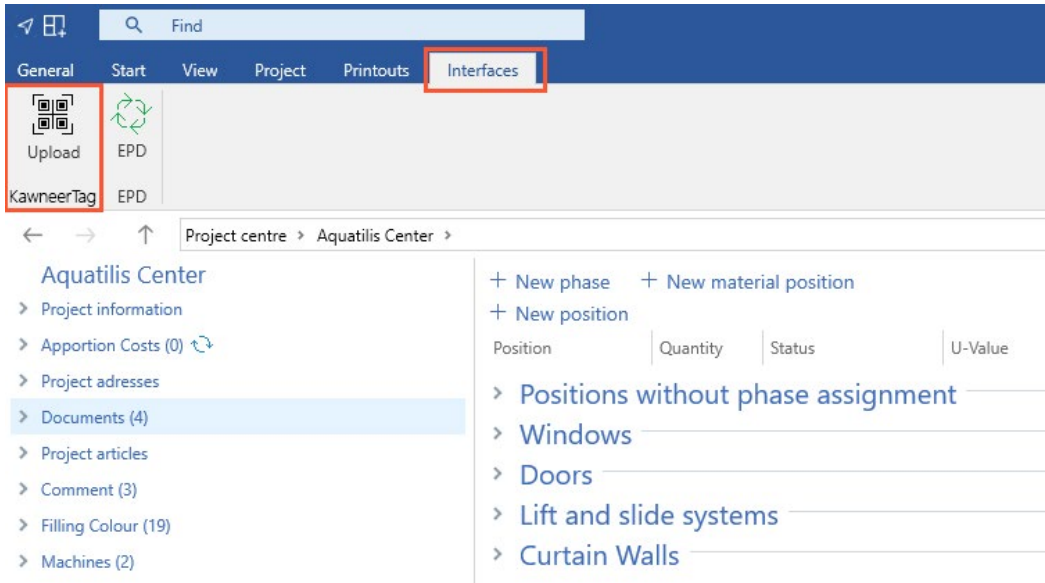 Find
General Start View Project Printouts Interfaces
Upload EPD
KawneerTag EPD
Project centre > Aquatilis Center >
Aquatilis Center
Project information
Apportion Costs (0)
Project adresses
Documents (4)
Project articles
Comment (3)
Filling Colour (19)
Machines (2)
+ New phase + New material position
+ New position
Position Quantity Status U-Value
Positions without phase assignment
Windows
Doors
Lift and slide systems
Curtain Walls